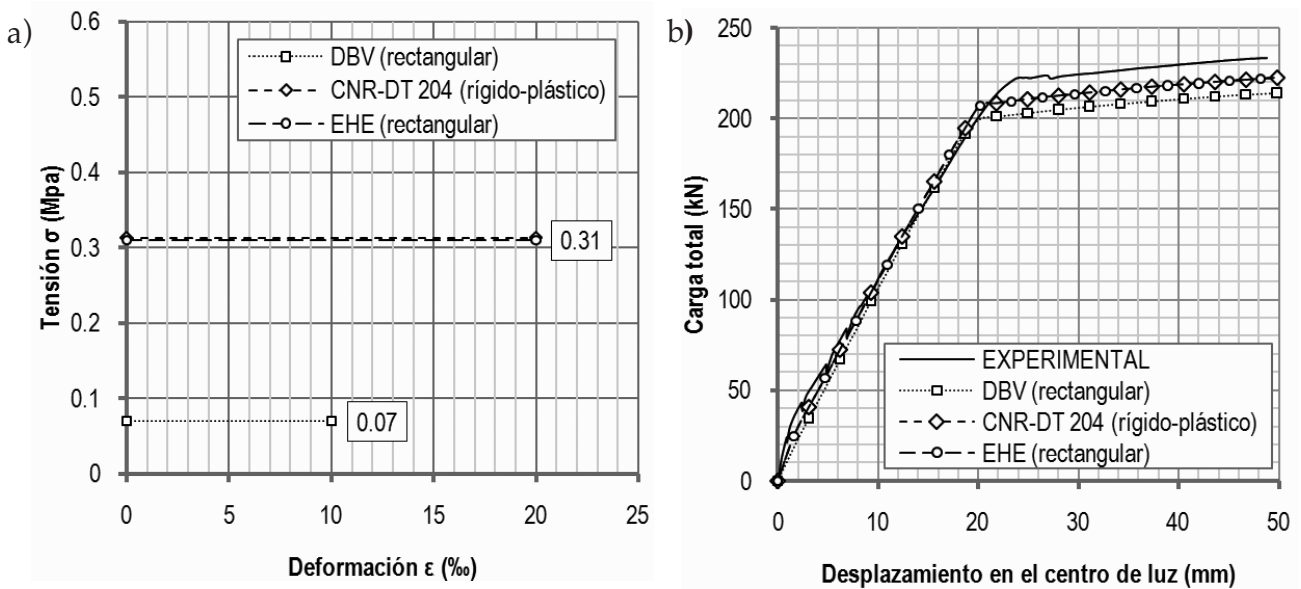 a)
Tensión σ (Mpa)
0.6
0.5
0.4
0.3
0.2
0.1
0
DBV (rectangular)
CNR-DT 204 (rígido-plástico)
EHE (rectangular)
0.31
0.07
0 5 10 15 20 25
Deformación ε (‰)
b)
Carga total (kN)
250
200
150
100
50
0
EXPERIMENTAL
DBV (rectangular)
CNR-DT 204 (rígido-plástico)
EHE (rectangular)
0 10 20 30 40 50
Desplazamiento en el centro de luz (mm)